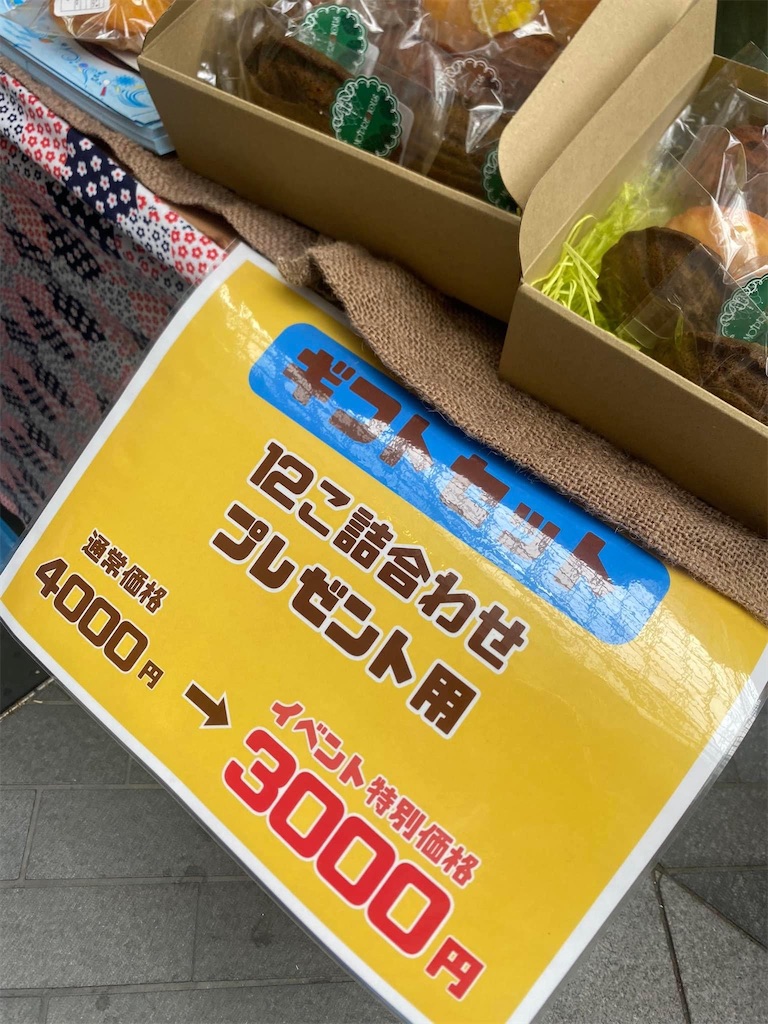 ギフトセット
12こ詰合わせ
プレゼント用
通常価格
4000円
イベント特別価格
3000円